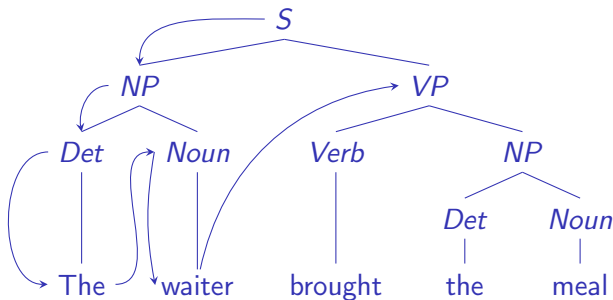 S
NP VP
Det Noun Verb NP
Det Noun
The waiter brought the meal